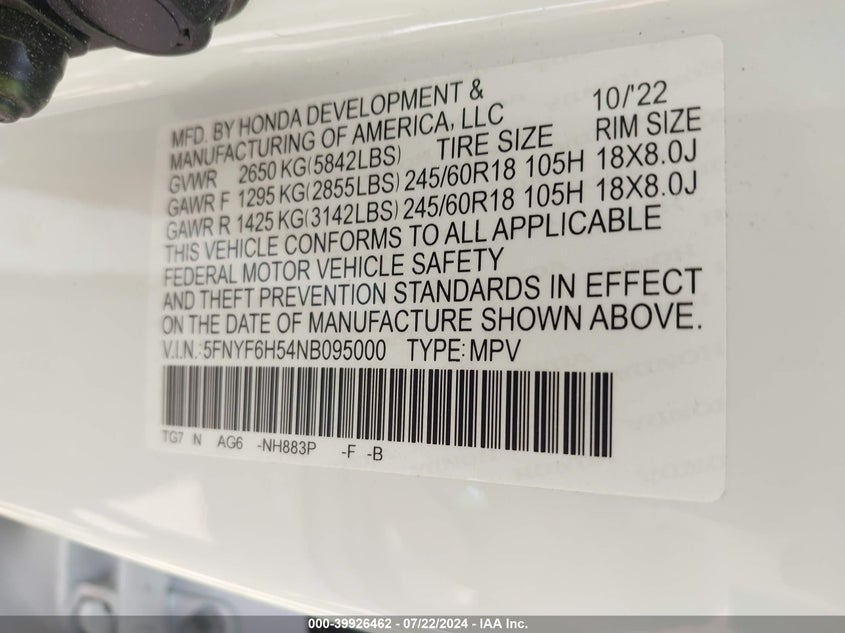 MFD. BY HONDA DEVELOPMENT & 10/'22
MANUFACTURING OF AMERICA, LLC
GVWR 2650 KG(5842LBS) TIRE SIZE RIM SIZE
GAWR F 1295 KG(2855LBS) 245/60R18 105H 18X8.0J
GAWR R 1425 KG(3142LBS) 245/60R18 105H 18X8.0J
THIS VEHICLE CONFORMS TO ALL APPLICABLE
FEDERAL MOTOR VEHICLE SAFETY
AND THEFT PREVENTION STANDARDS IN EFFECT
ON THE DATE OF MANUFACTURE SHOWN ABOVE.
V.I.N.:5FNYF6H54NB095000 TYPE:MPV
TG7 N AG6 -NH883P -F -B
000-39926462 - 07/22/2024 - IAA Inc.